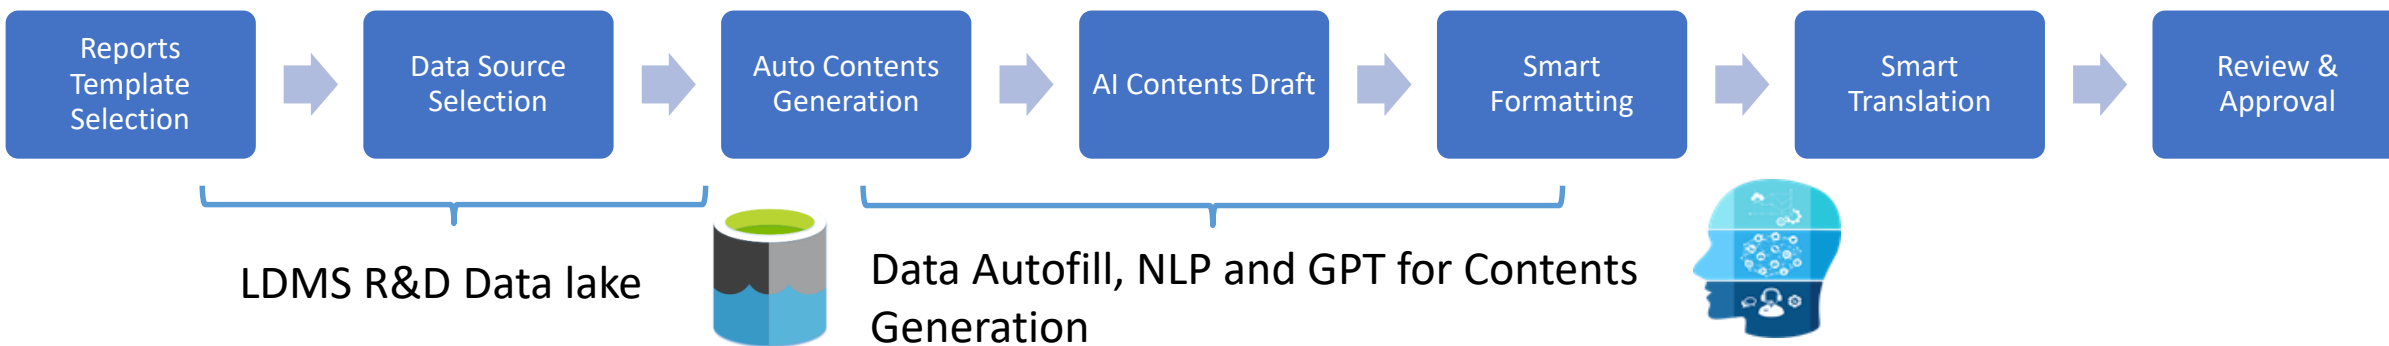 Reports
Template
Selection
Data Source
Selection
Auto Contents
Generation
AI Contents Draft
Smart
Formatting
Smart
Translation
Review &
Approval
LDMS R&D Data lake
Data Autofill, NLP and GPT for Contents
Generation